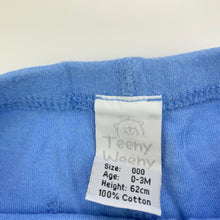 Teeny
Weeny
Size: 000
Age: 0-3M
Height: 62cm
100% Cotton